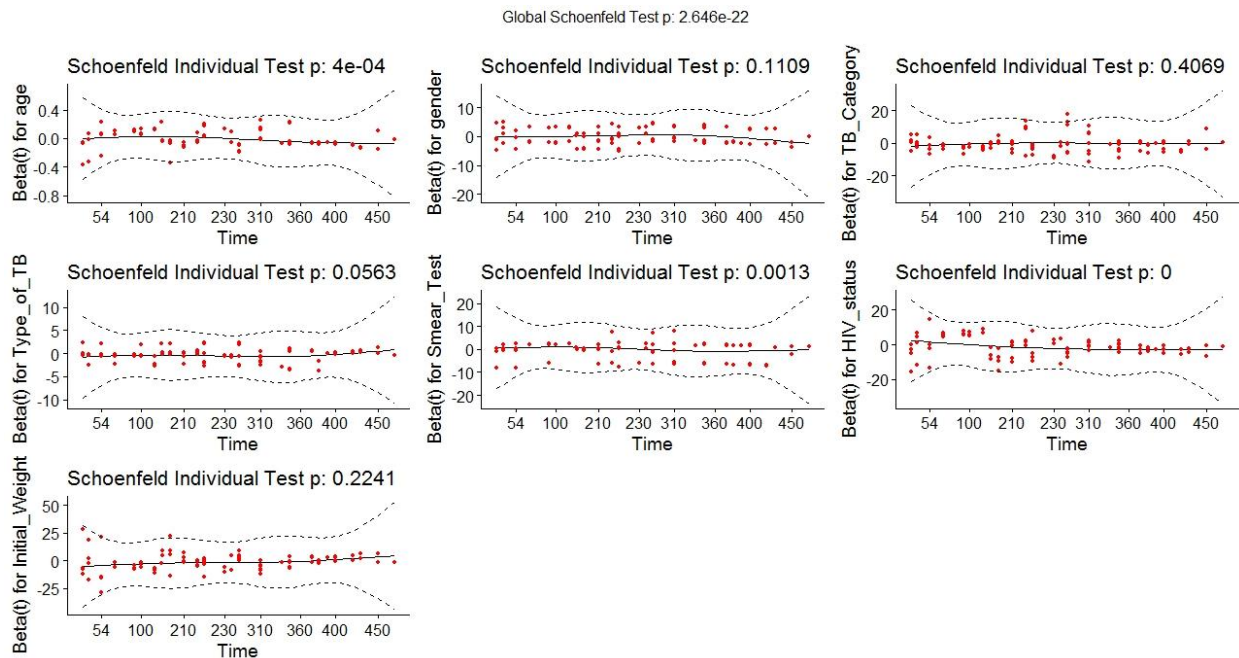 Global Schoenfeld Test p: 2.646e-22
Schoenfeld Individual Test p: 4e-04
Beta(t) for age
0.4
0.0
-0.4
-0.8
54 100 210 230 310 360 400 450
Time
Schoenfeld Individual Test p: 0.1109
Beta(t) for gender
10
0
-10
-20
54 100 210 230 310 360 400 450
Time
Schoenfeld Individual Test p: 0.4069
Beta(t) for TB_Category
20
0
-20
54 100 210 230 310 360 400 450
Time
Schoenfeld Individual Test p: 0.0563
Beta(t) for Type_of_TB
10
5
0
-5
-10
54 100 210 230 310 360 400 450
Time
Schoenfeld Individual Test p: 0.0013
Beta(t) for Smear_Test
20
10
0
-10
-20
54 100 210 230 310 360 400 450
Time
Schoenfeld Individual Test p: 0
Beta(t) for HIV_status
20
0
-20
54 100 210 230 310 360 400 450
Time
Schoenfeld Individual Test p: 0.2241
Beta(t) for Initial_Weight
50
25
0
-25
54 100 210 230 310 360 400 450
Time